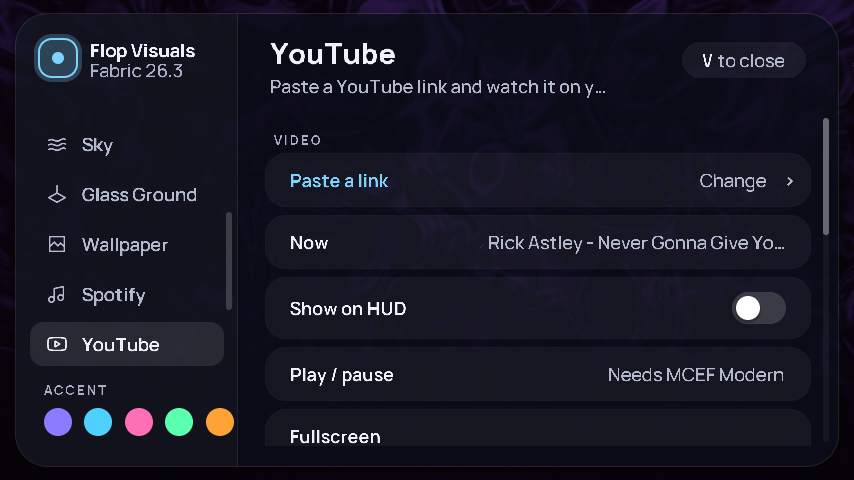 Flop Visuals
Fabric 26.3
Sky
Glass Ground
Wallpaper
Spotify
YouTube
ACCENT
YouTube
Paste a YouTube link and watch it on y…
V to close
VIDEO
Paste a link
Change
Now
Rick Astley - Never Gonna Give Yo…
Show on HUD
Play / pause
Needs MCEF Modern
Fullscreen